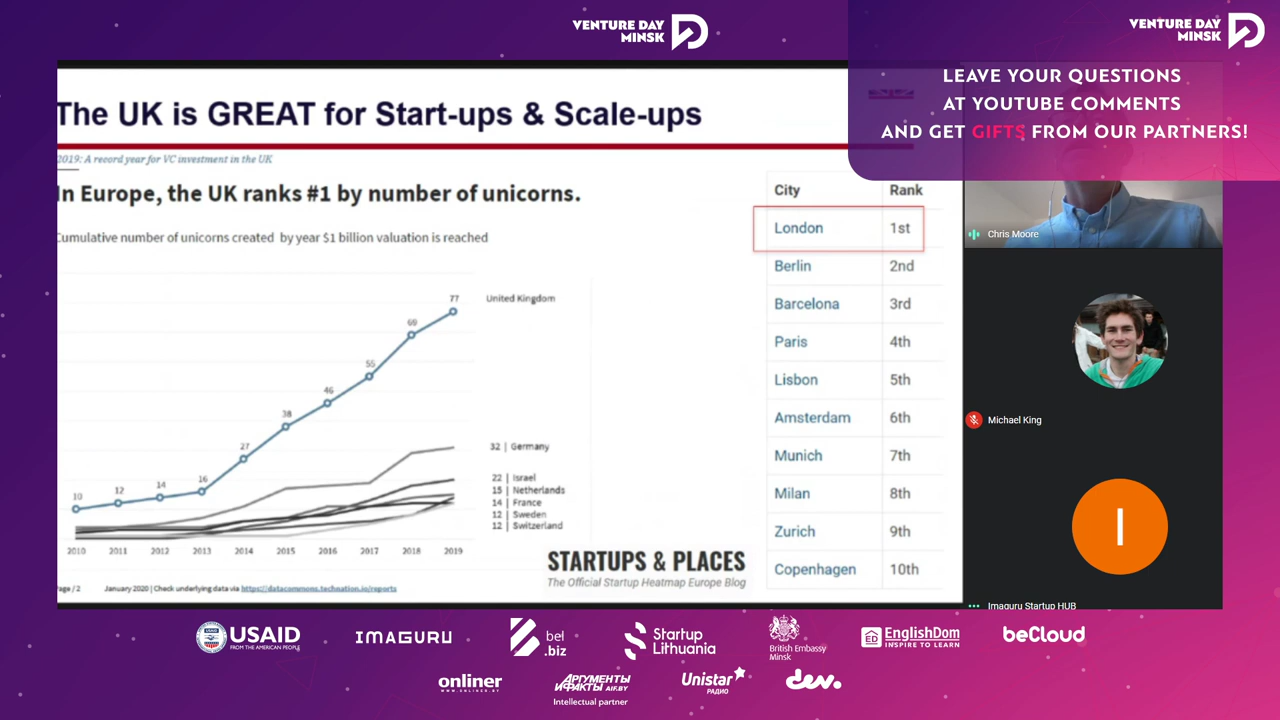 VENTURE DAY
MINSK
VENTURE DAY
MINSK
LEAVE YOUR QUESTIONS
AT YOUTUBE COMMENTS
AND GET GIFTS FROM OUR PARTNERS!
The UK is GREAT for Start-ups & Scale-ups
2019: A record year for VC investment in the UK
In Europe, the UK ranks #1 by number of unicorns.
Cumulative number of unicorns created by year $1 billion valuation is reached
10
12
14
16
27
38
46
55
69
77
United Kingdom
32 | Germany
22 | Israel
15 | Netherlands
14 | France
12 | Sweden
12 | Switzerland
2010 2011 2012 2013 2014 2015 2016 2017 2018 2019
Page / 2 January 2020 | Check underlying data via https://datacommons.technation.io/reports
STARTUPS & PLACES
The Official Startup Heatmap Europe Blog
City Rank
London 1st
Berlin 2nd
Barcelona 3rd
Paris 4th
Lisbon 5th
Amsterdam 6th
Munich 7th
Milan 8th
Zurich 9th
Copenhagen 10th
Chris Moore
Michael King
I
Imaguru Startup HUB
USAID
FROM THE AMERICAN PEOPLE
IMAGURU
bel
.biz
Startup
Lithuania
British Embassy
Minsk
ED
EnglishDom
INSPIRE TO LEARN
beCloud
onliner
WWW.ONLINER.BY
АРГУМЕНТЫ
И ФАКТЫ AIF.BY
Intellectual partner
Unistar
РАДИО
dev.